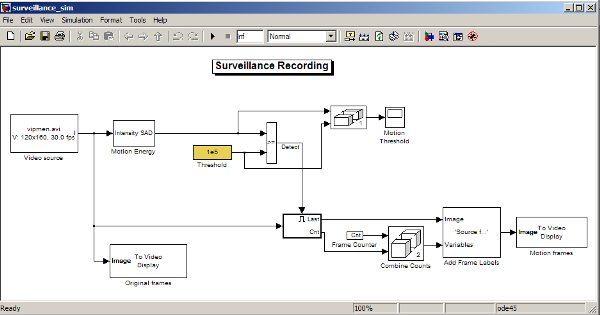 surveillance_sim
File Edit View Simulation Format Tools Help
inf Normal
Surveillance Recording
vipmen.avi
V: 120x160, 30.0 fps
I
Video source
Intensity SAD
Motion Energy
1e5
Threshold
>=
Detect
1
Motion
Threshold
Last
Cnt
Cnt
Frame Counter
2
Combine Counts
Image
'Source f...'
Variables
Add Frame Labels
Image
To Video
Display
Motion frames
Image
To Video
Display
Original frames
Ready 100% ode45